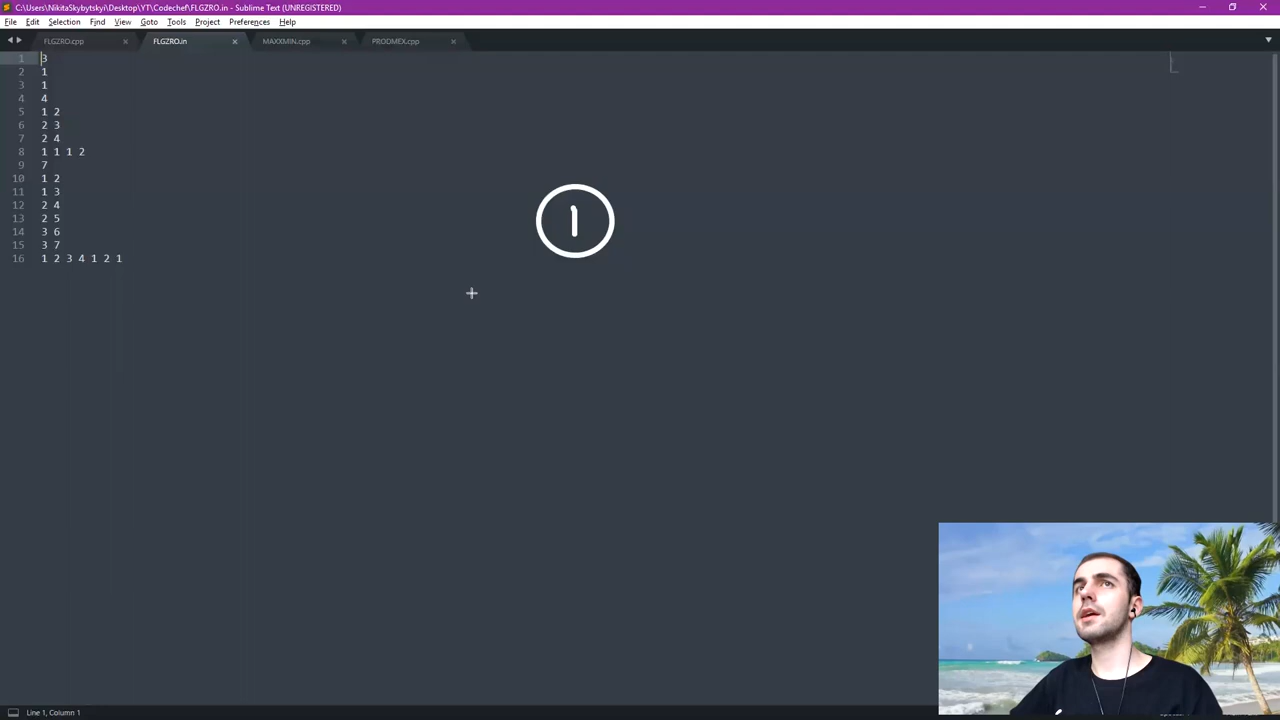 C:\Users\NikitaSkybytskyi\Desktop\YT\Codechef\FLGZRO.in - Sublime Text (UNREGISTERED)
File Edit Selection Find View Goto Tools Project Preferences Help
FLGZRO.cpp FLGZRO.in MAXXMIN.cpp PRODMEX.cpp
1 3
2 1
3 1
4 4
5 1 2
6 2 3
7 2 4
8 1 1 1 2
9 7
10 1 2
11 1 3
12 2 4
13 2 5
14 3 6
15 3 7
16 1 2 3 4 1 2 1
1
Line 1, Column 1